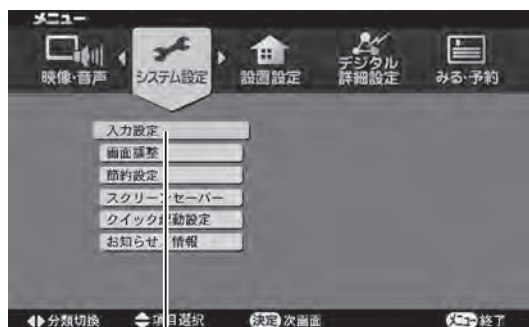 メニュー
映像・音声
システム設定
設置設定
デジタル
詳細設定
みる・予約
入力設定
画面調整
節約設定
スクリーンセーバー
クイック起動設定
お知らせ／情報
分類切換 項目選択 決定 次画面 メニュー 終了